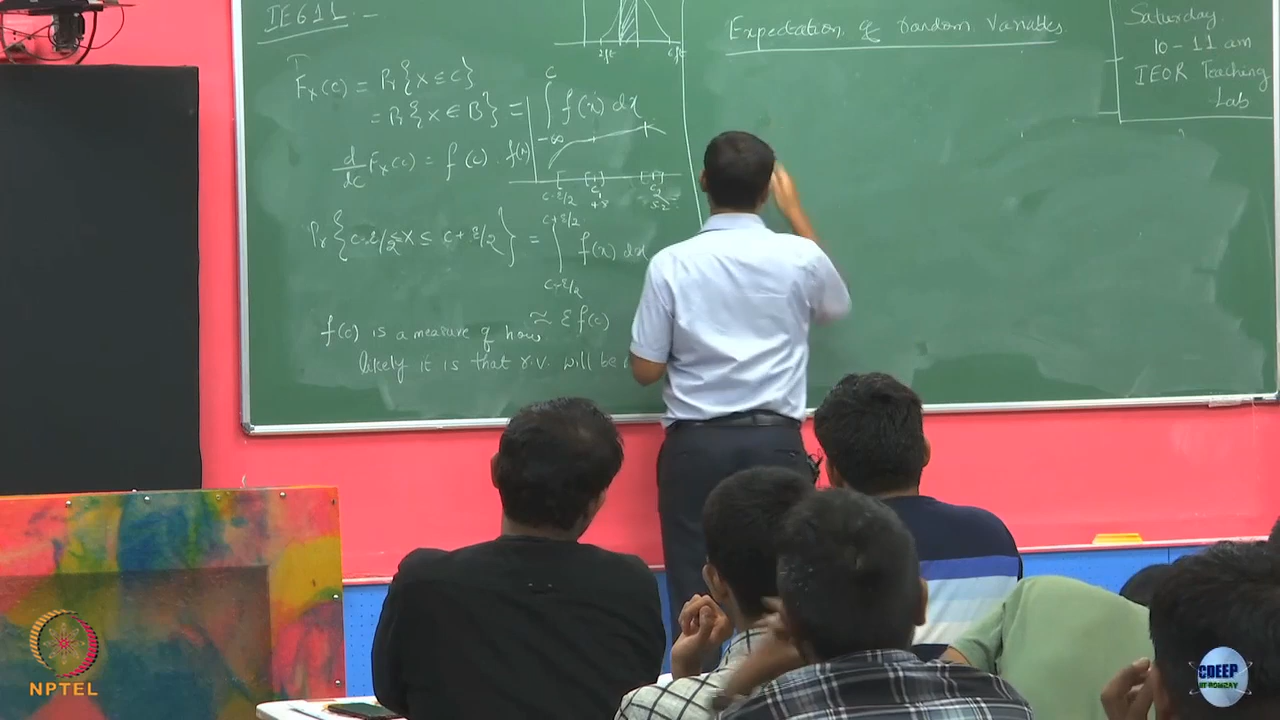 IE611 -
2ft
6ft
F_X(c) = Pr{X ≤ c}
= Pr{X ∈ B} = ∫_{-∞}^{c} f(x) dx
d/dc F_X(c) = f(c).
f(x)
Pr{c-ε/2 ≤ X ≤ c+ε/2} = ∫_{c-ε/2}^{c+ε/2} f(x) dx
≈ ε f(c)
f(c) is a measure of how
likely it is that r.v. will be
Expectation of Random Variables.
Saturday.
10 - 11 am
IEOR Teaching
Lab
NPTEL
CDEEP
IIT BOMBAY